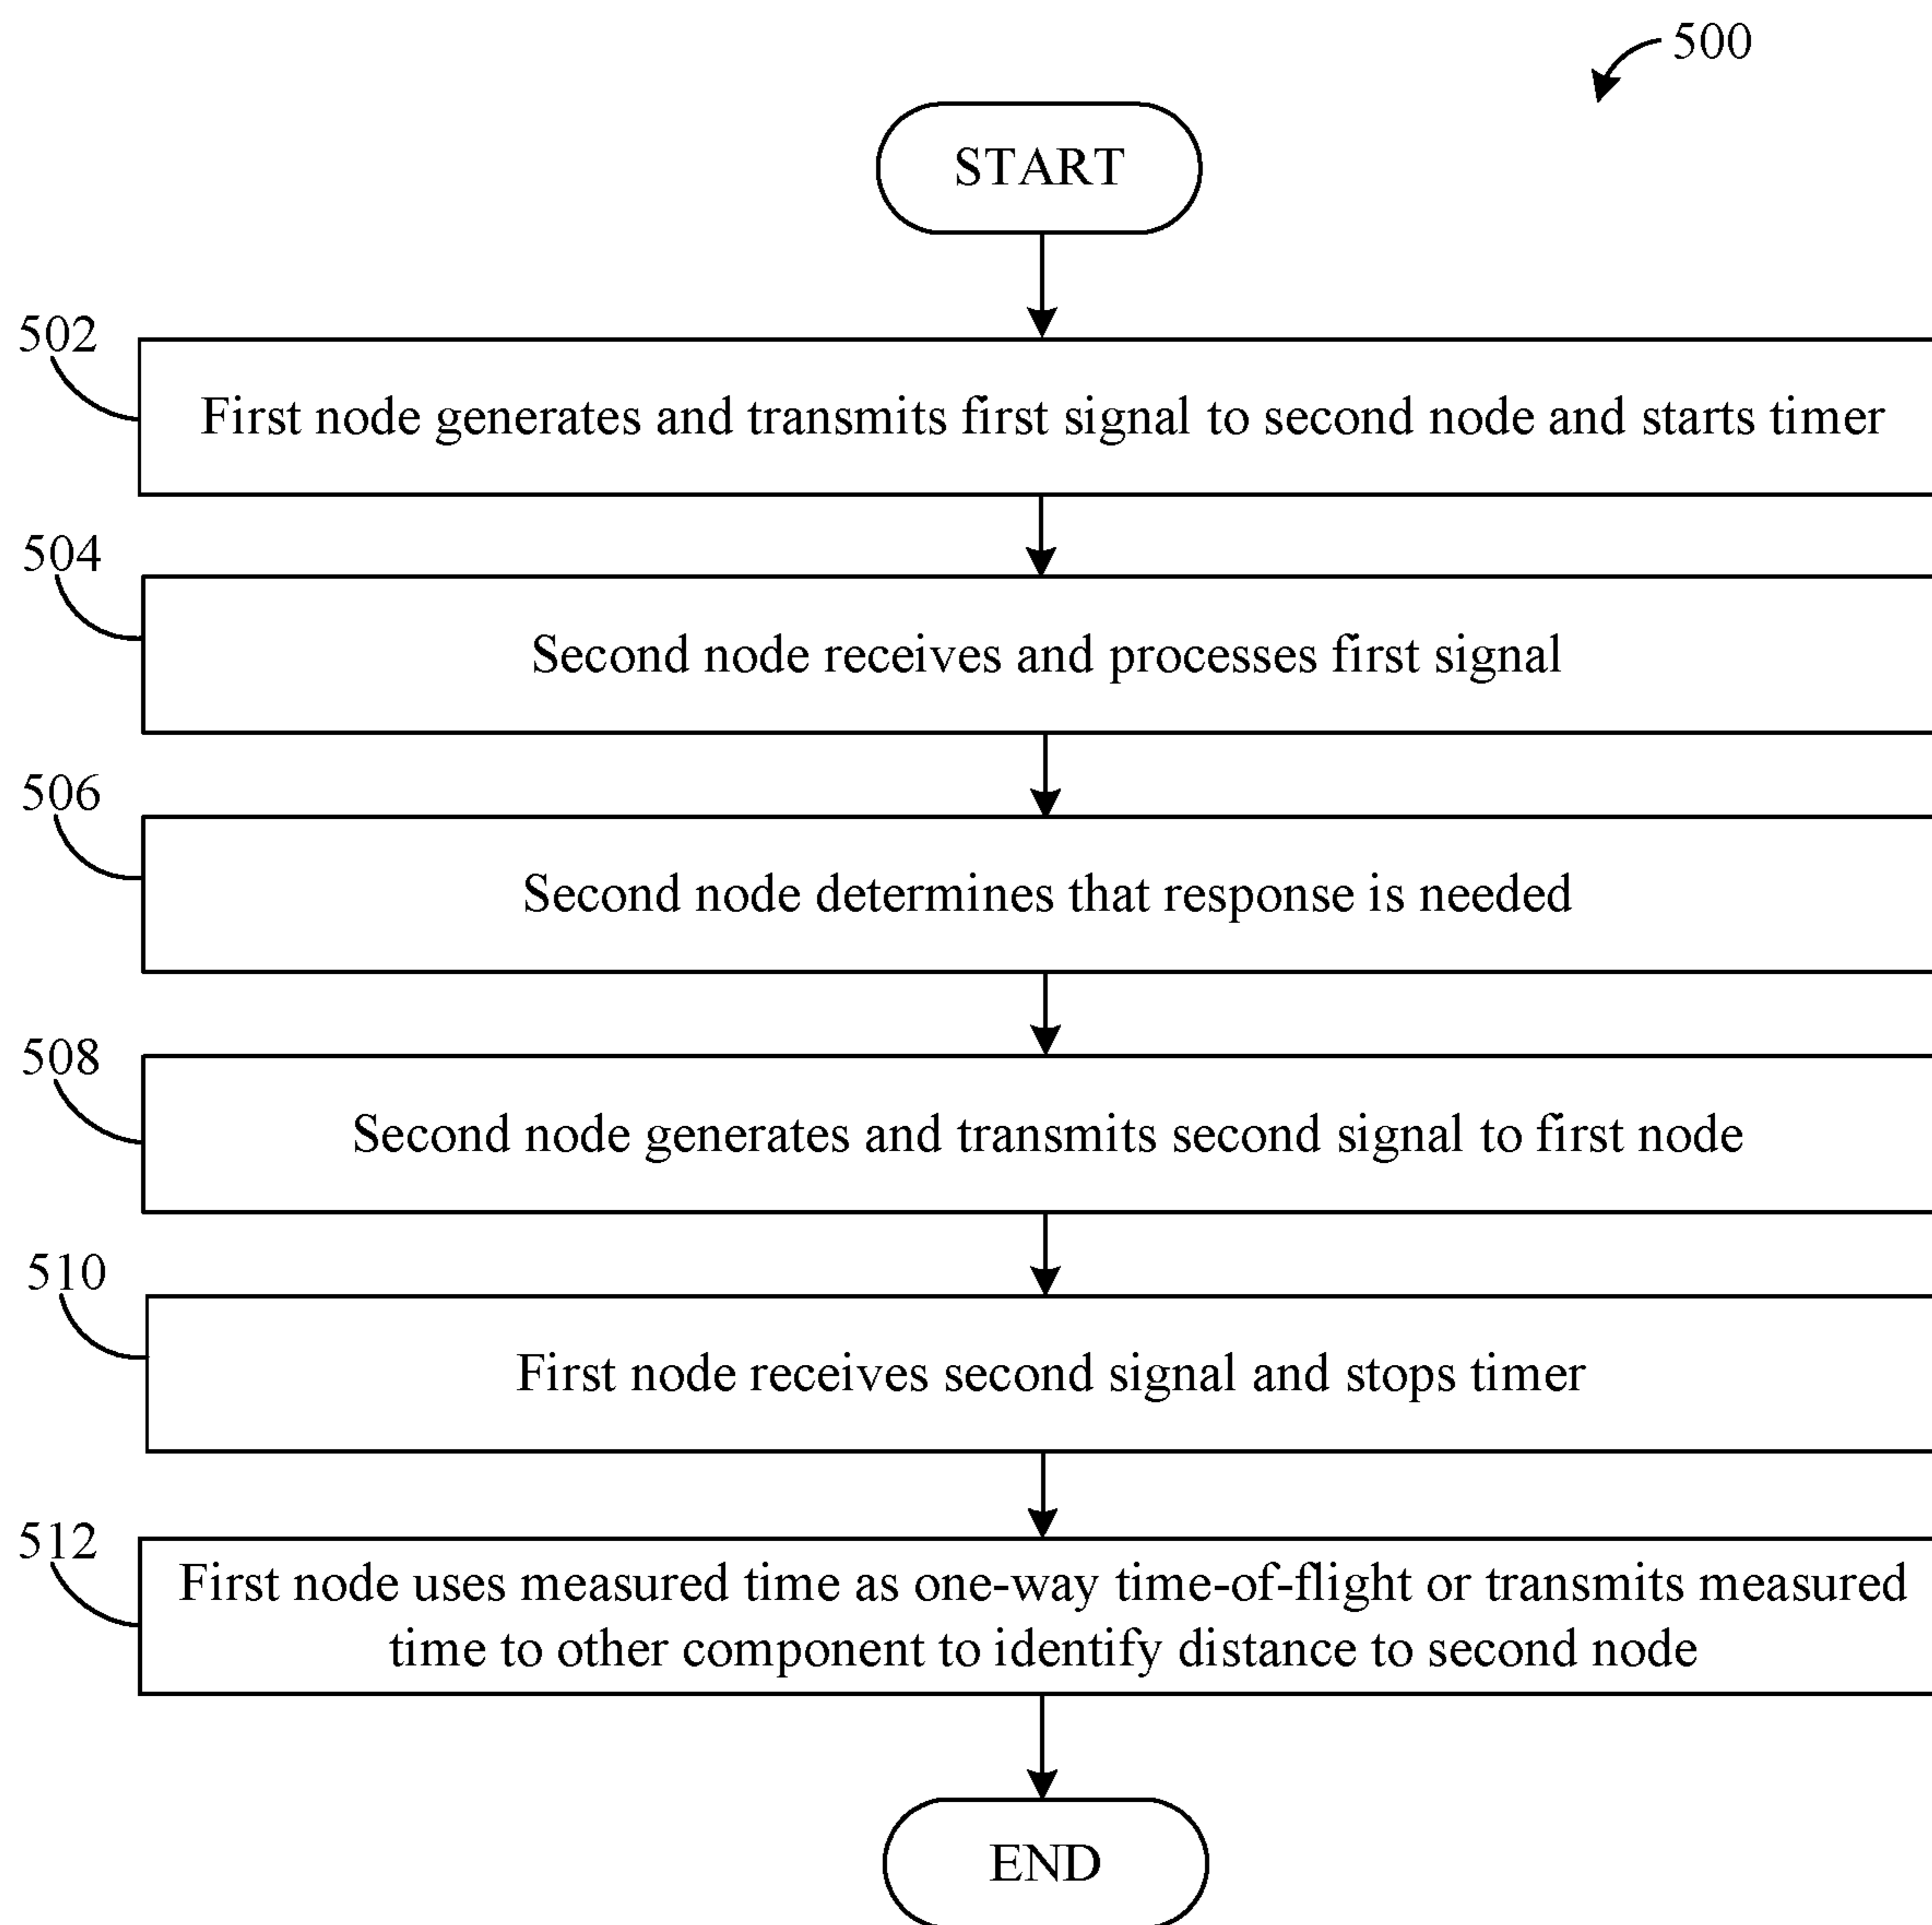 500
START
502
First node generates and transmits first signal to second node and starts timer
504
Second node receives and processes first signal
506
Second node determines that response is needed
508
Second node generates and transmits second signal to first node
510
First node receives second signal and stops timer
512
First node uses measured time as one-way time-of-flight or transmits measured
time to other component to identify distance to second node
END